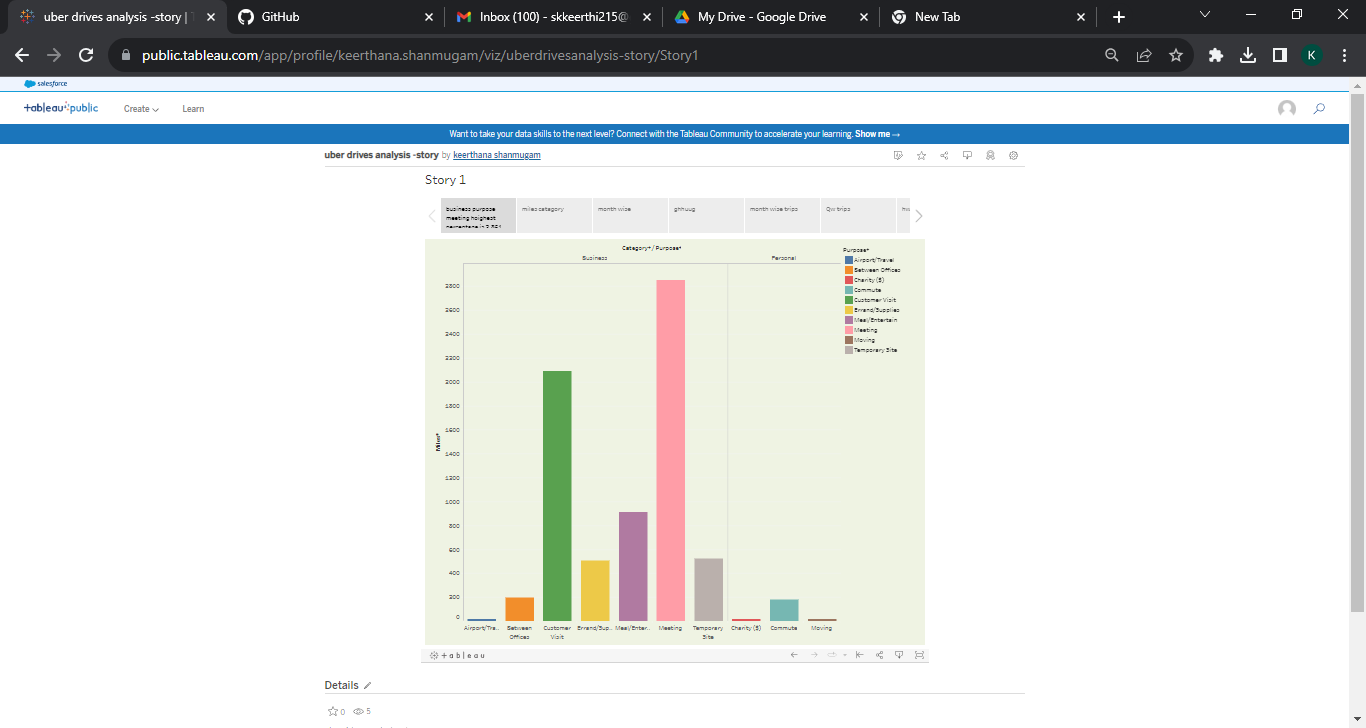 uber drives analysis -story | T
GitHub
Inbox (100) - skkeerthi215@
My Drive - Google Drive
New Tab
public.tableau.com/app/profile/keerthana.shanmugam/viz/uberdrivesanalysis-story/Story1
K
salesforce
+ableau public
Create
Learn
Want to take your data skills to the next level? Connect with the Tableau Community to accelerate your learning. Show me →
uber drives analysis -story by keerthana shanmugam
Story 1
business purpose
meeting hoighest
miles catagory
month wise
ghhuug
month wise trips
Qw trips
Category* / Purpose*
Business
Personal
Purpose*
Airport/Travel
Between Offices
Charity ($)
Commute
Customer Visit
Errand/Supplies
Meal/Entertain
Meeting
Moving
Temporary Site
Miles*
2800
2600
2400
2200
2000
1800
1600
1400
1200
1000
800
600
400
200
0
Airport/Tra..
Between
Offices
Customer
Visit
Errand/Sup..
Meal/Enter..
Meeting
Temporary
Site
Charity ($)
Commute
Moving
+ableau
Details
0
5